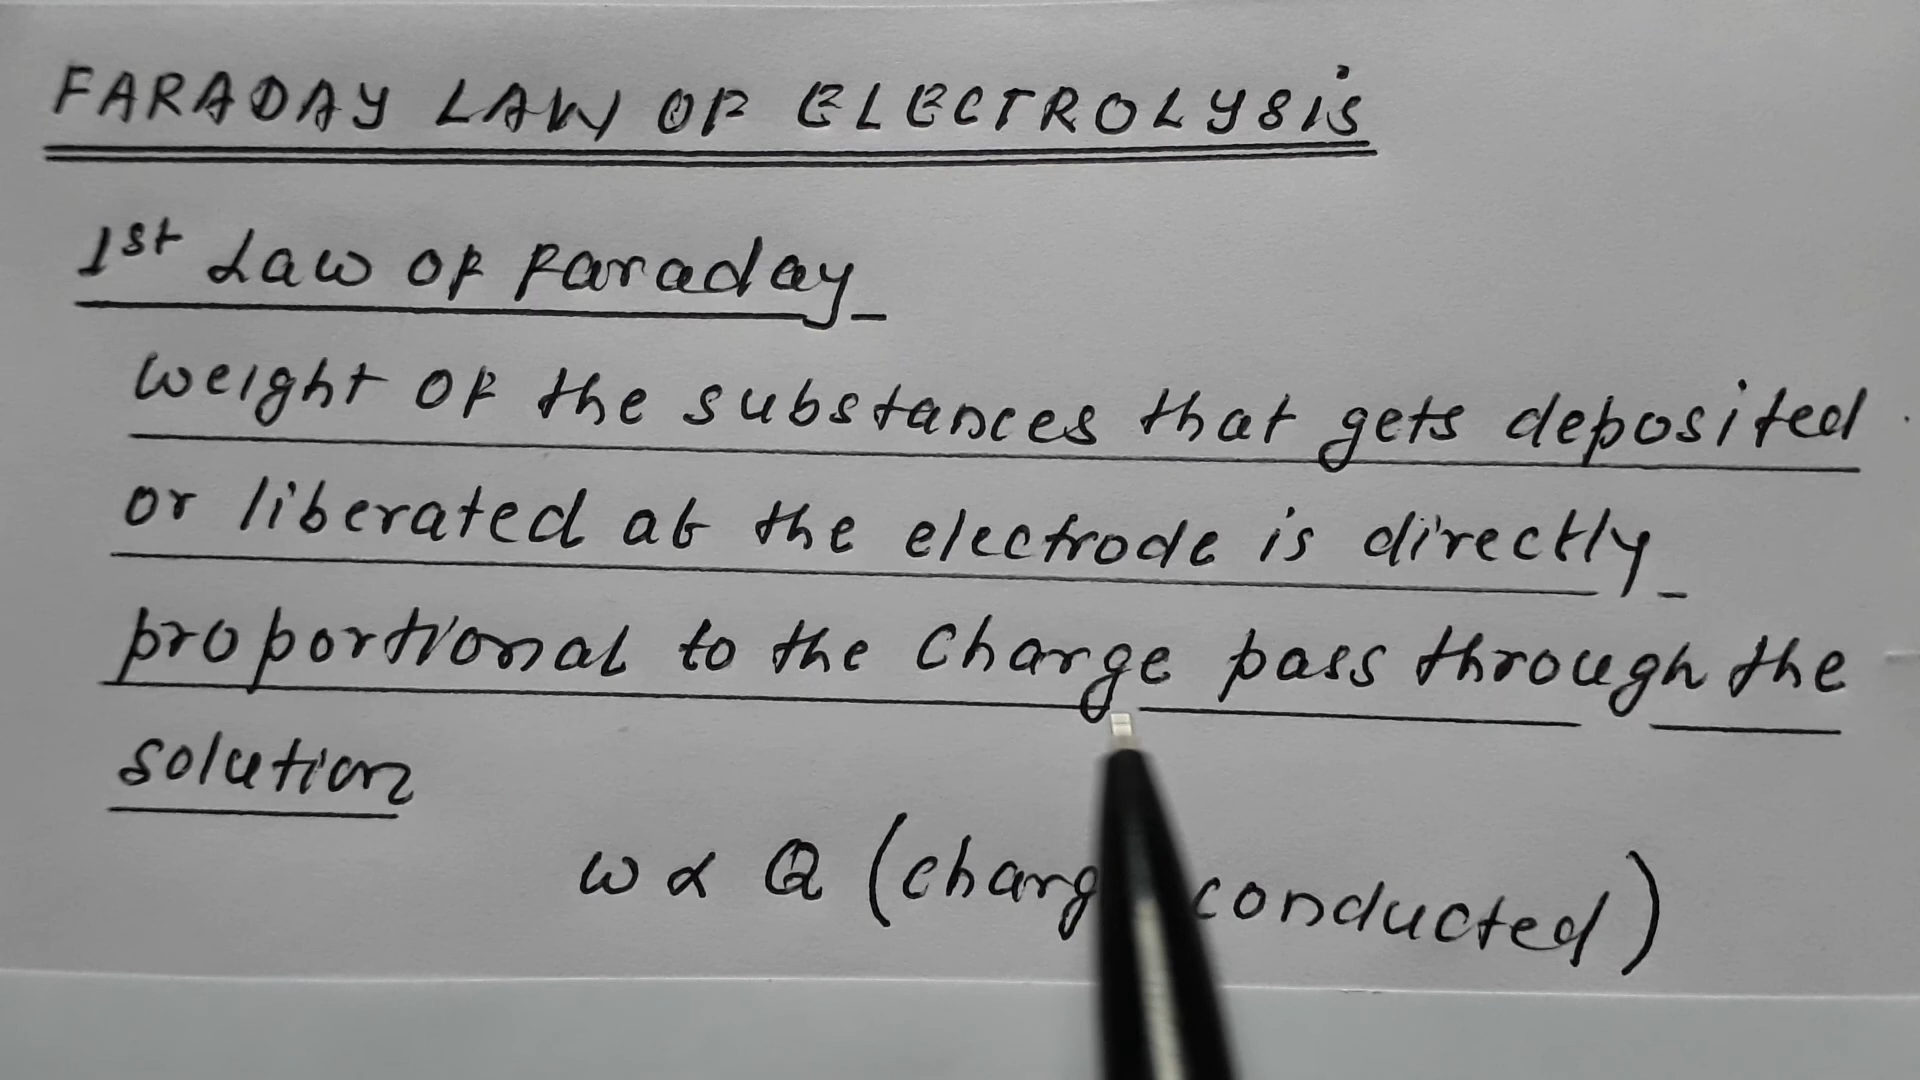 FARADAY LAW OF ELECTROLYSIS
1st Law of Faraday
weight of the substances that gets deposited
or liberated at the electrode is directly
proportional to the charge pass through the
solution
w ∝ Q (charge conducted)